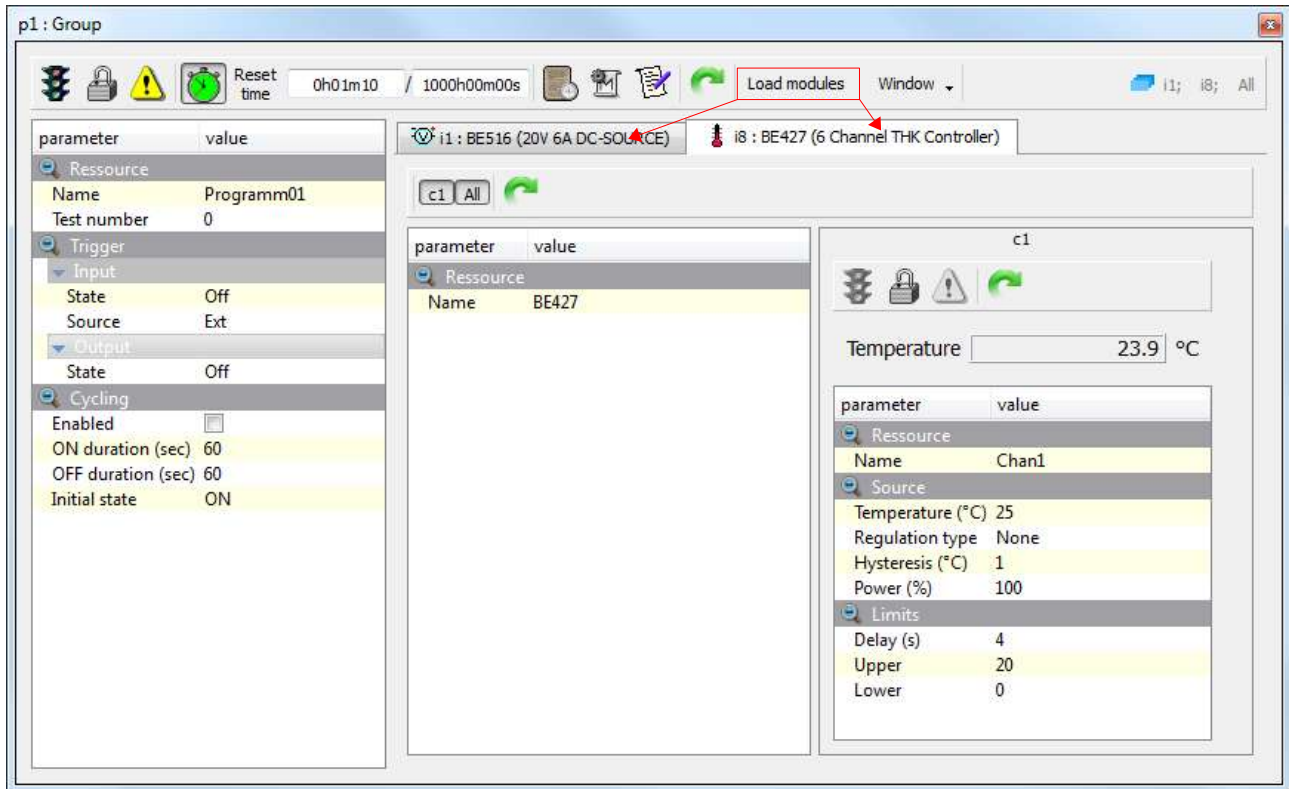 p1 : Group
Reset time 0h01m10 / 1000h00m00s Load modules Window i1; i8; All
parameter value
Ressource
Name Programm01
Test number 0
Trigger
Input
State Off
Source Ext
Output
State Off
Cycling
Enabled
ON duration (sec) 60
OFF duration (sec) 60
Initial state ON
i1 : BE516 (20V 6A DC-SOURCE) i8 : BE427 (6 Channel THK Controller)
c1 All
parameter value
Ressource
Name BE427
c1
Temperature 23.9 °C
parameter value
Ressource
Name Chan1
Source
Temperature (°C) 25
Regulation type None
Hysteresis (°C) 1
Power (%) 100
Limits
Delay (s) 4
Upper 20
Lower 0